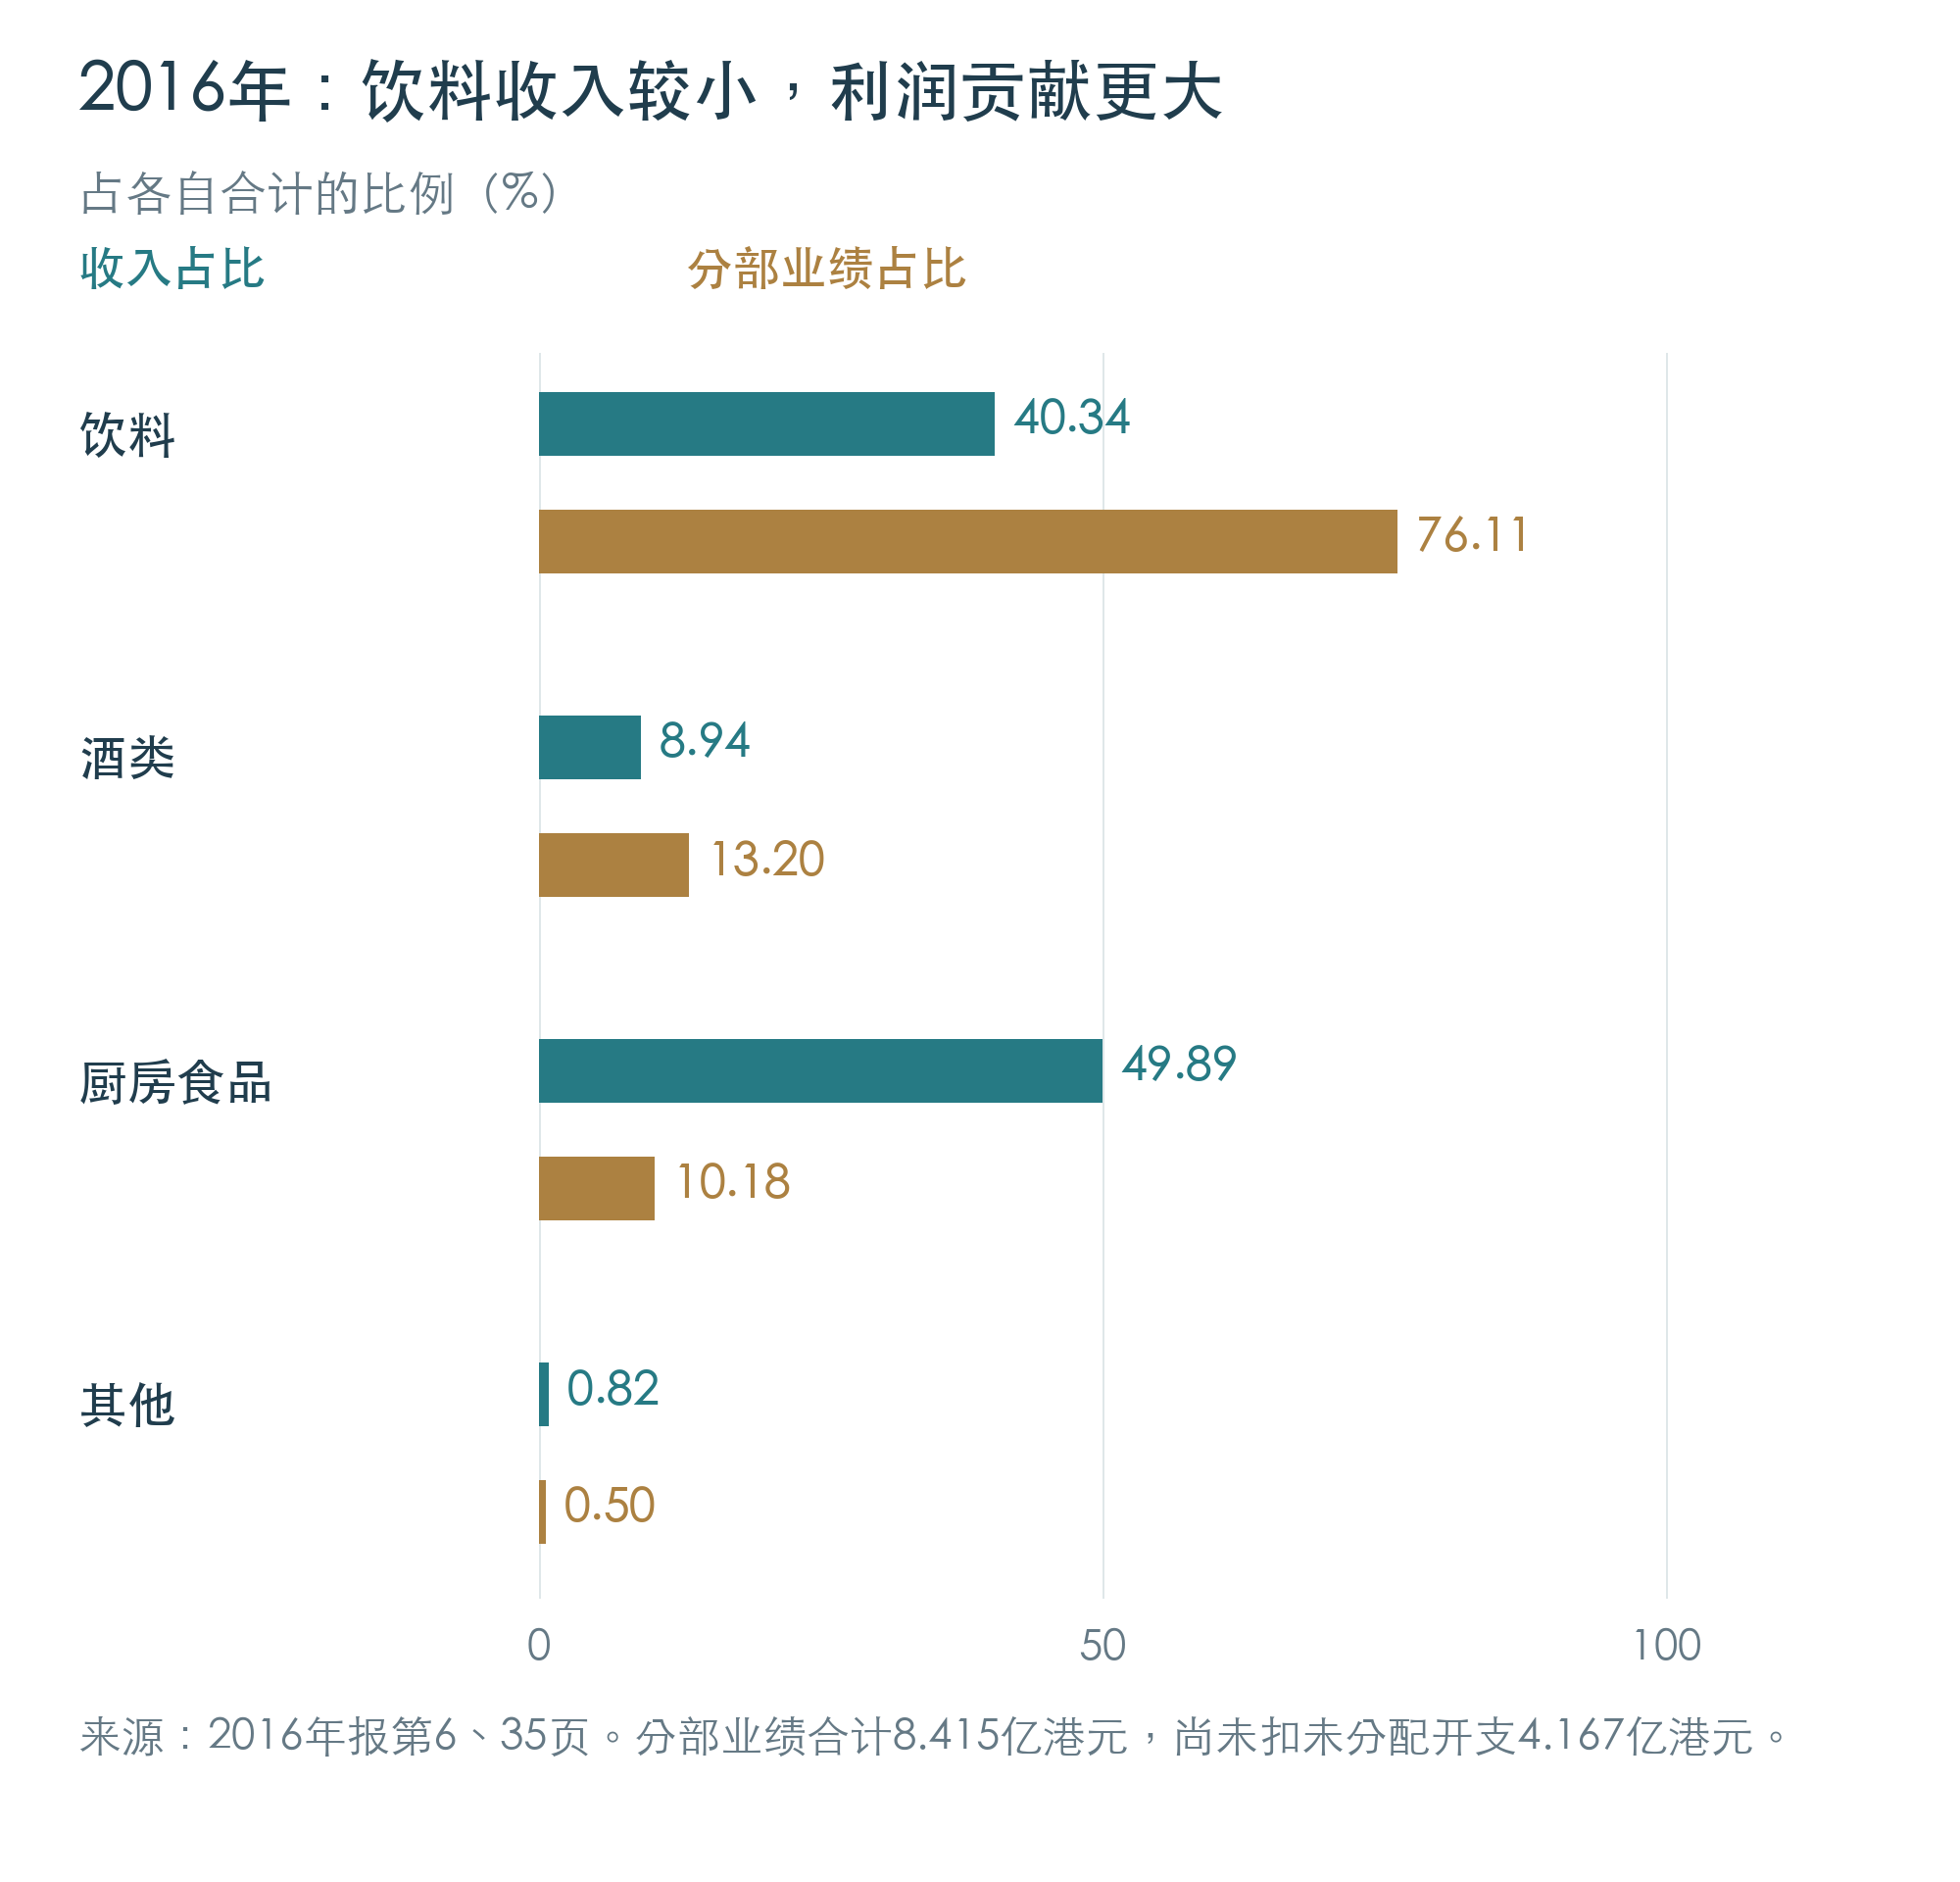 2016年：饮料收入较小，利润贡献更大
占各自合计的比例（%）
收入占比 分部业绩占比
饮料
40.34
76.11
酒类
8.94
13.20
厨房食品
49.89
10.18
其他
0.82
0.50
0 50 100
来源：2016年报第6、35页。分部业绩合计8.415亿港元，尚未扣未分配开支4.167亿港元。